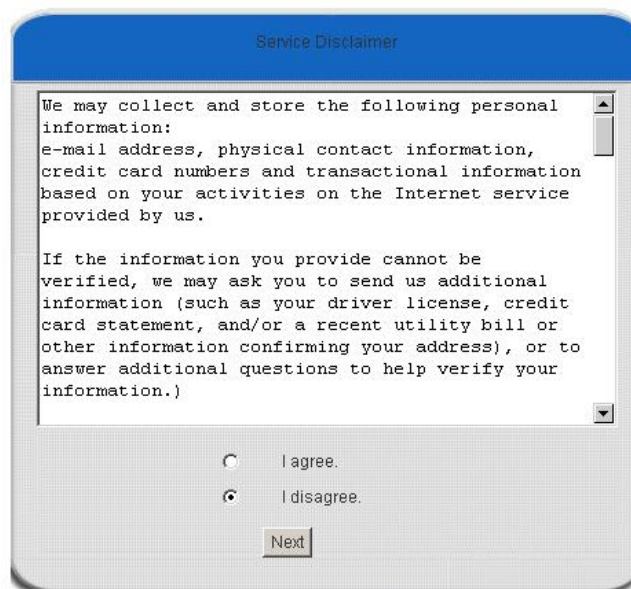 Service Disclaimer
We may collect and store the following personal
information:
e-mail address, physical contact information,
credit card numbers and transactional information
based on your activities on the Internet service
provided by us.
If the information you provide cannot be
verified, we may ask you to send us additional
information (such as your driver license, credit
card statement, and/or a recent utility bill or
other information confirming your address), or to
answer additional questions to help verify your
information.)
I agree.
I disagree.
Next